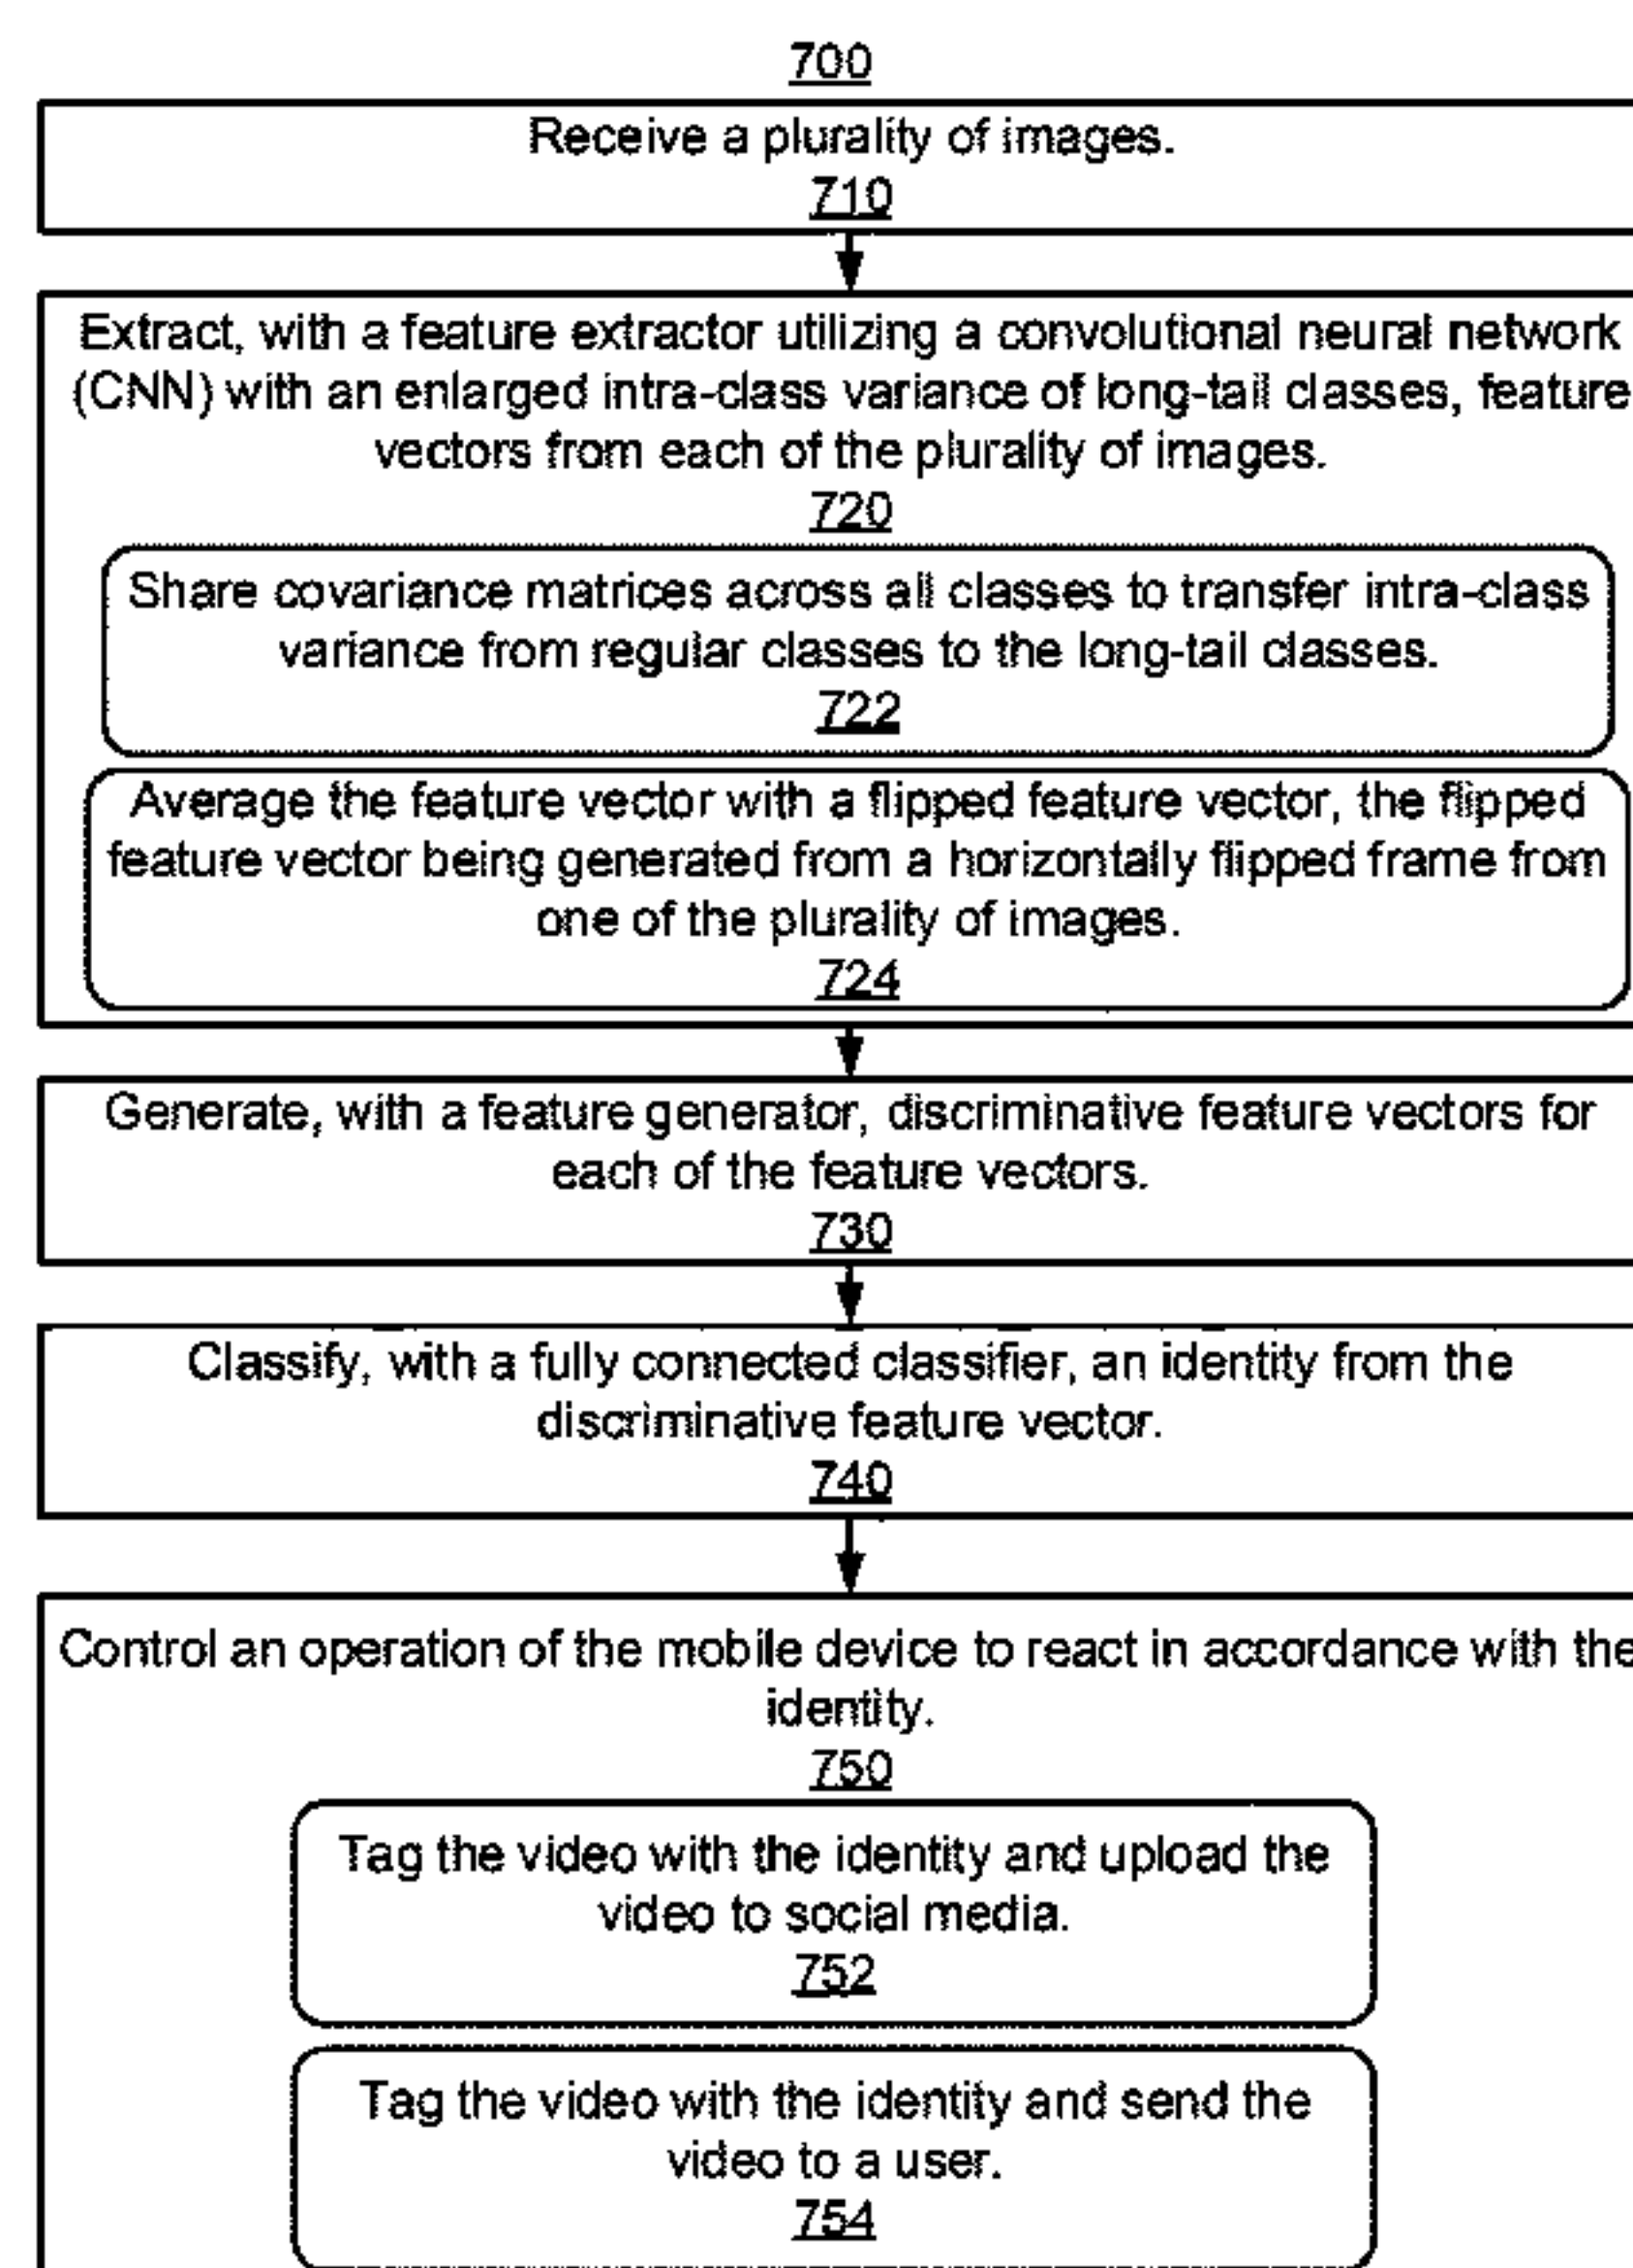 700
Receive a plurality of images.
710
Extract, with a feature extractor utilizing a convolutional neural network
(CNN) with an enlarged intra-class variance of long-tail classes, feature
vectors from each of the plurality of images.
720
Share covariance matrices across all classes to transfer intra-class
variance from regular classes to the long-tail classes.
722
Average the feature vector with a flipped feature vector, the flipped
feature vector being generated from a horizontally flipped frame from
one of the plurality of images.
724
Generate, with a feature generator, discriminative feature vectors for
each of the feature vectors.
730
Classify, with a fully connected classifier, an identity from the
discriminative feature vector.
740
Control an operation of the mobile device to react in accordance with the
identity.
750
Tag the video with the identity and upload the
video to social media.
752
Tag the video with the identity and send the
video to a user.
754